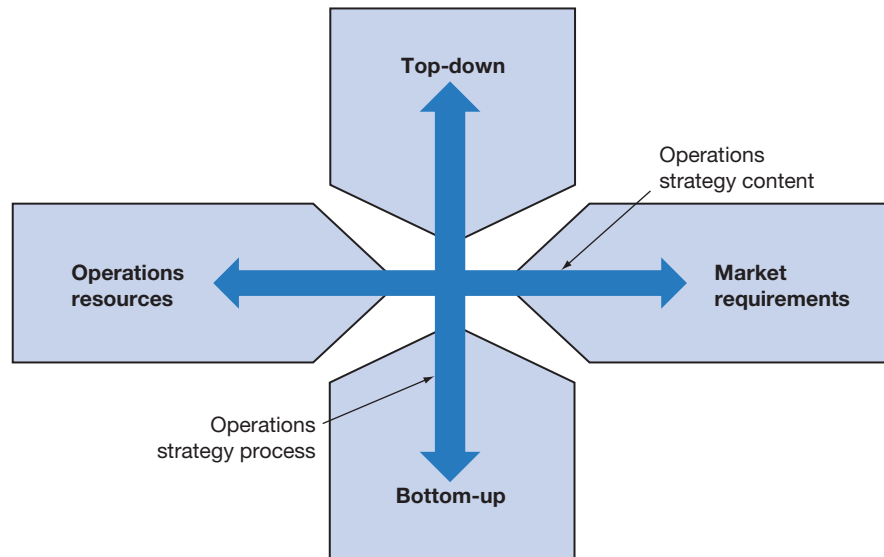 Top-down
Operations
strategy content
Operations
resources
Market
requirements
Operations
strategy process
Bottom-up